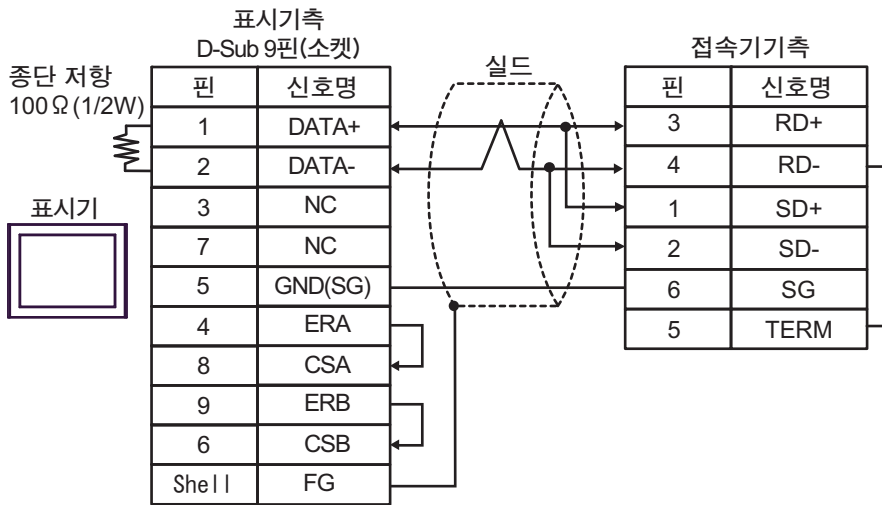 표시기측
D-Sub 9핀(소켓)
종단 저항
100Ω(1/2W)
핀 신호명
1 DATA+
2 DATA-
3 NC
7 NC
5 GND(SG)
4 ERA
8 CSA
9 ERB
6 CSB
Shell FG
표시기
실드
접속기기측
핀 신호명
3 RD+
4 RD-
1 SD+
2 SD-
6 SG
5 TERM